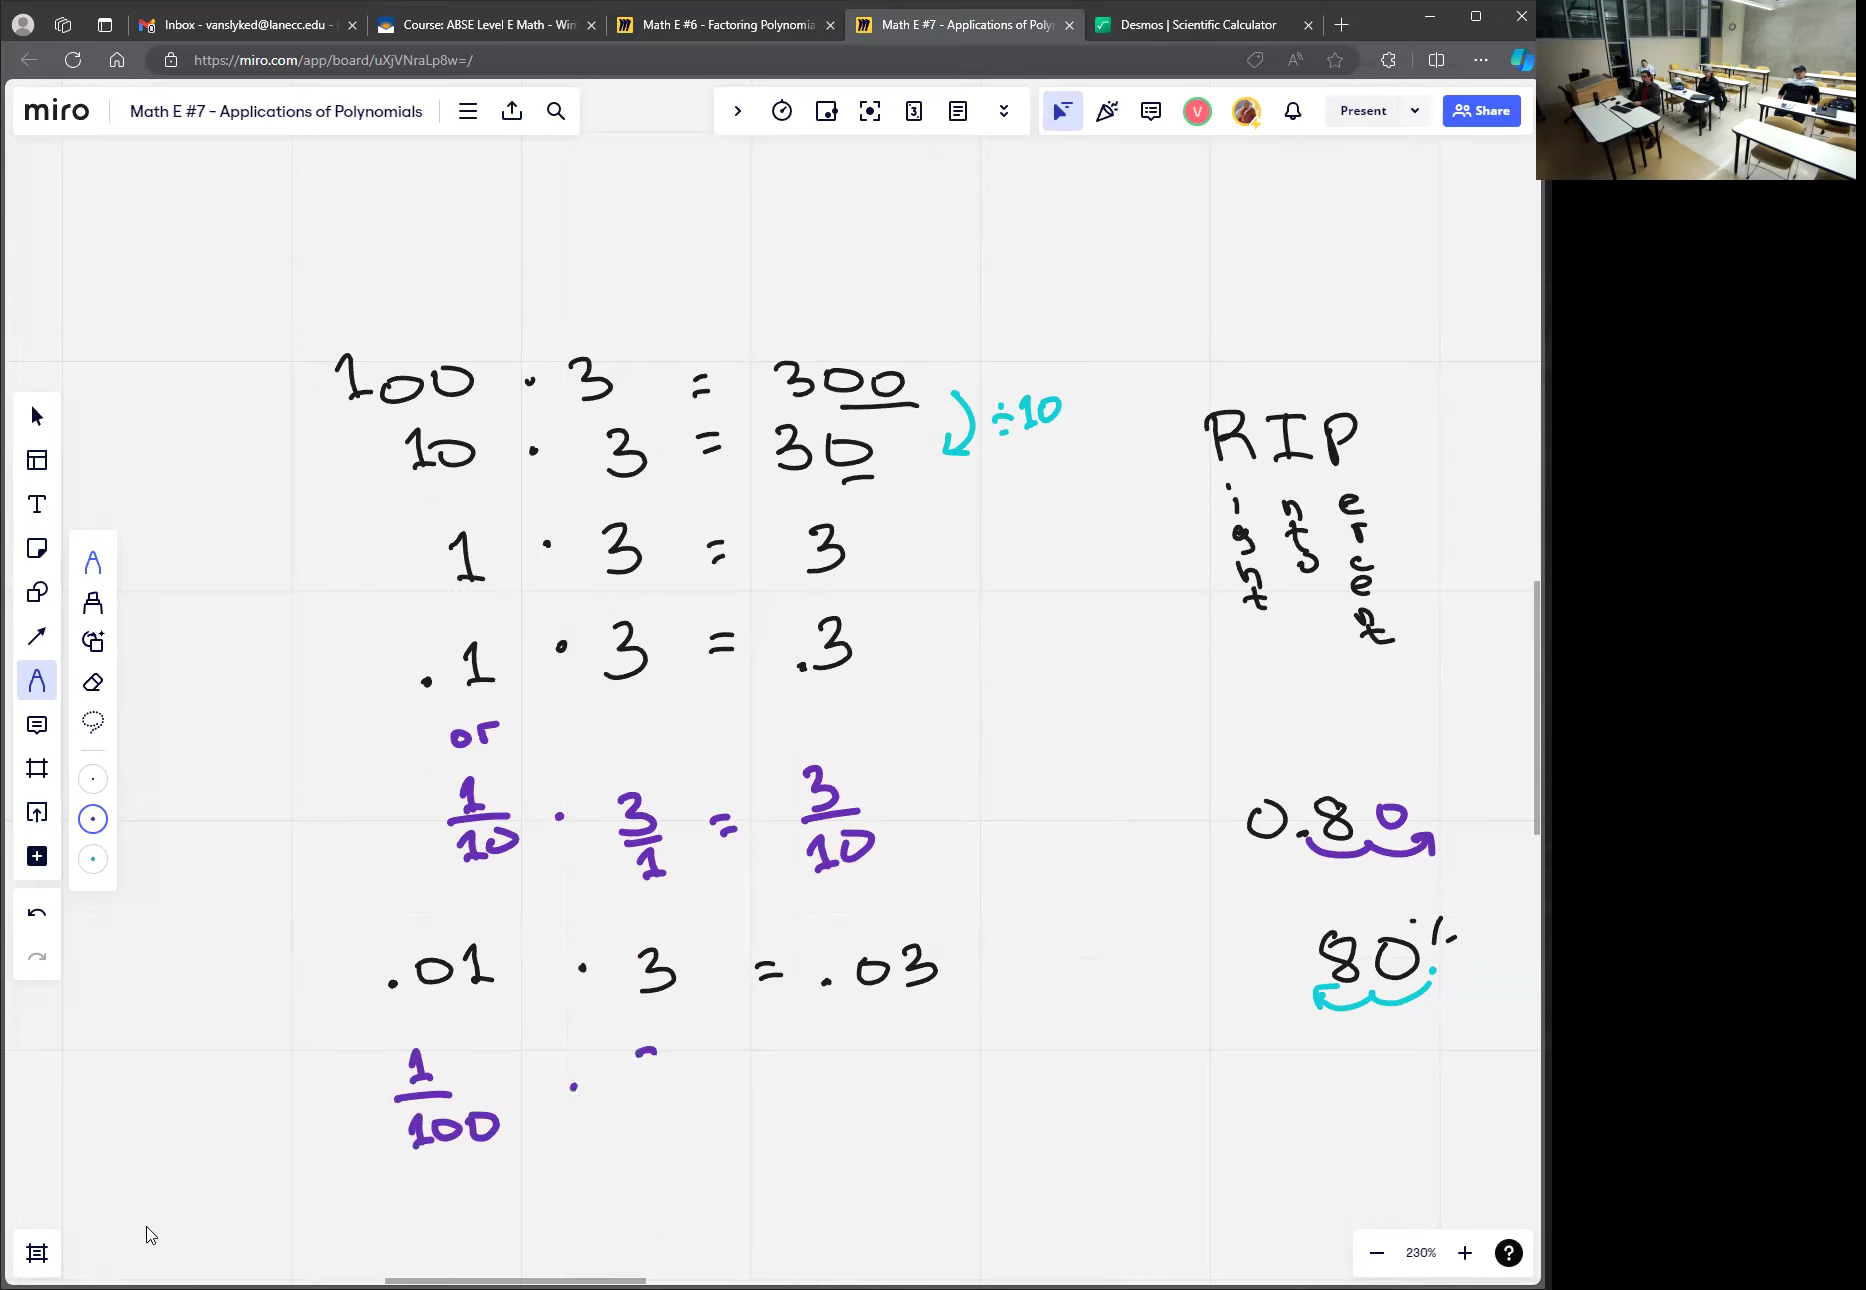 Inbox - vanslyked@lanecc.edu -
Course: ABSE Level E Math - Win
Math E #6 - Factoring Polynomia
Math E #7 - Applications of Poly
Desmos | Scientific Calculator
https://miro.com/app/board/uXjVNraLp8w=/
miro
Math E #7 - Applications of Polynomials
V
Present
Share
100 · 3 = 300
÷10
10 · 3 = 30
1 · 3 = 3
.1 · 3 = .3
or
1/10 · 3/1 = 3/10
.01 · 3 = .03
1/100 ·
RIP
ight
nto
ercent
0.80
80%
230%